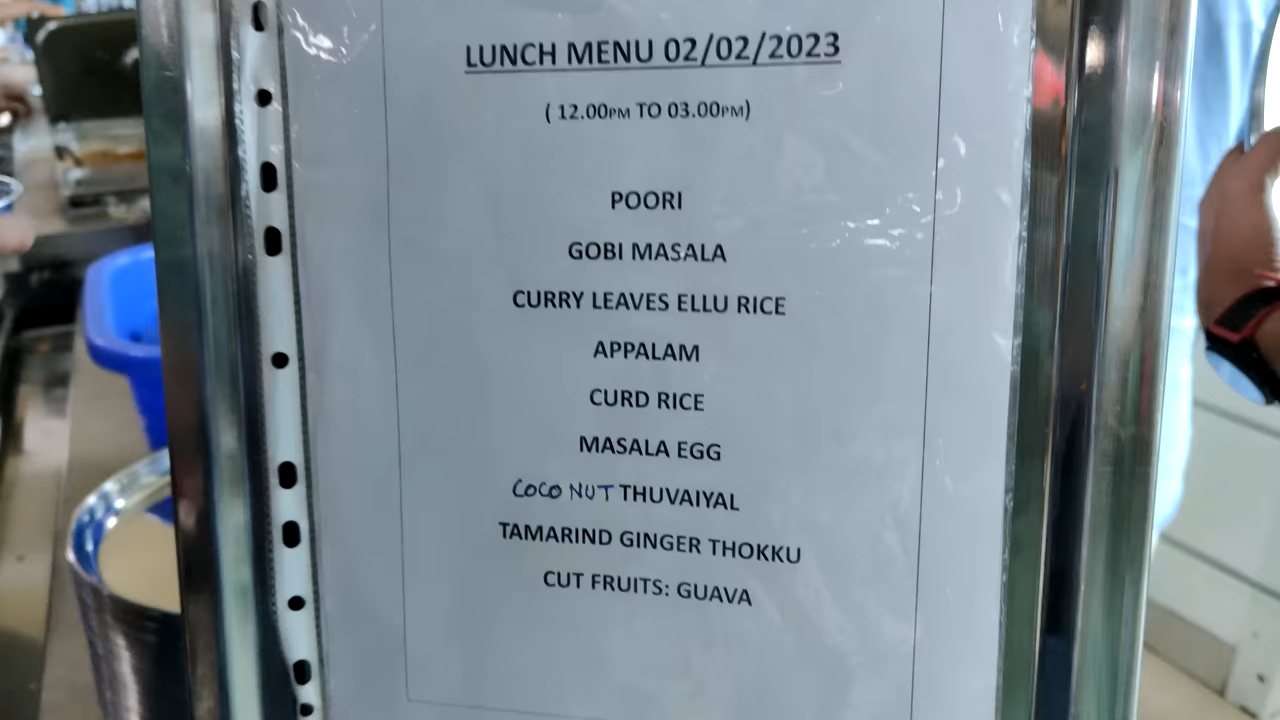 LUNCH MENU 02/02/2023
( 12.00PM TO 03.00PM)
POORI
GOBI MASALA
CURRY LEAVES ELLU RICE
APPALAM
CURD RICE
MASALA EGG
COCO NUT THUVAIYAL
TAMARIND GINGER THOKKU
CUT FRUITS: GUAVA